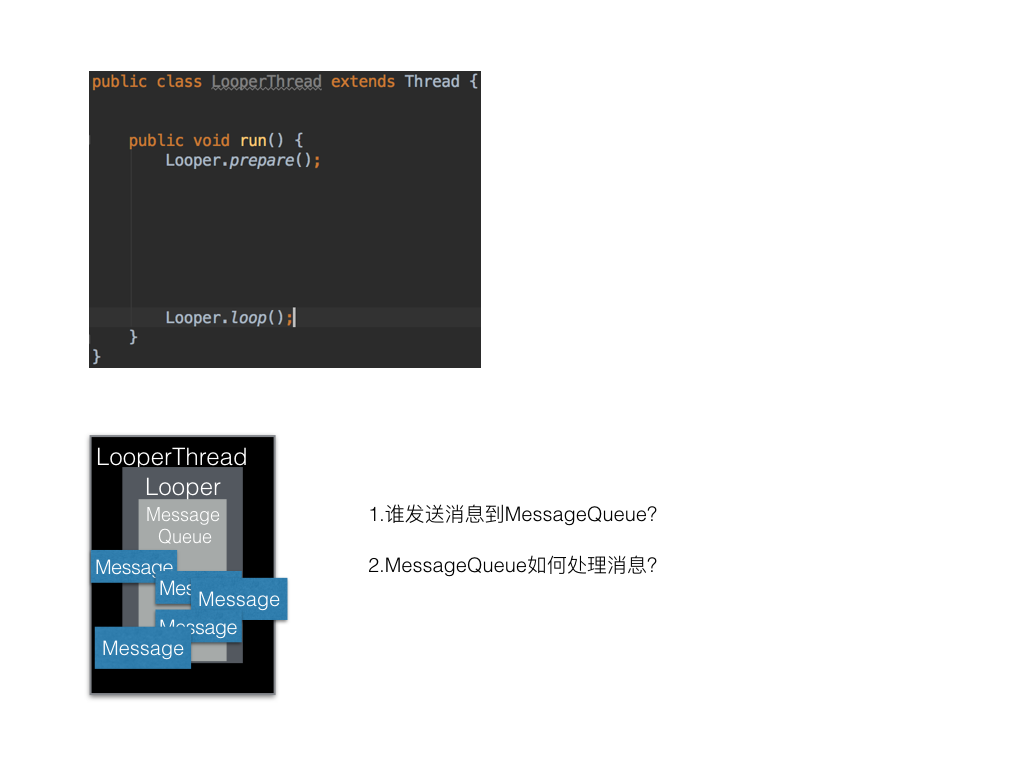 public class LooperThread extends Thread {
public void run() {
Looper.prepare();
Looper.loop();
}
}
LooperThread
Looper
Message
Queue
Message
Mes
Message
Message
Message
1.谁发送消息到MessageQueue?
2.MessageQueue如何处理消息?